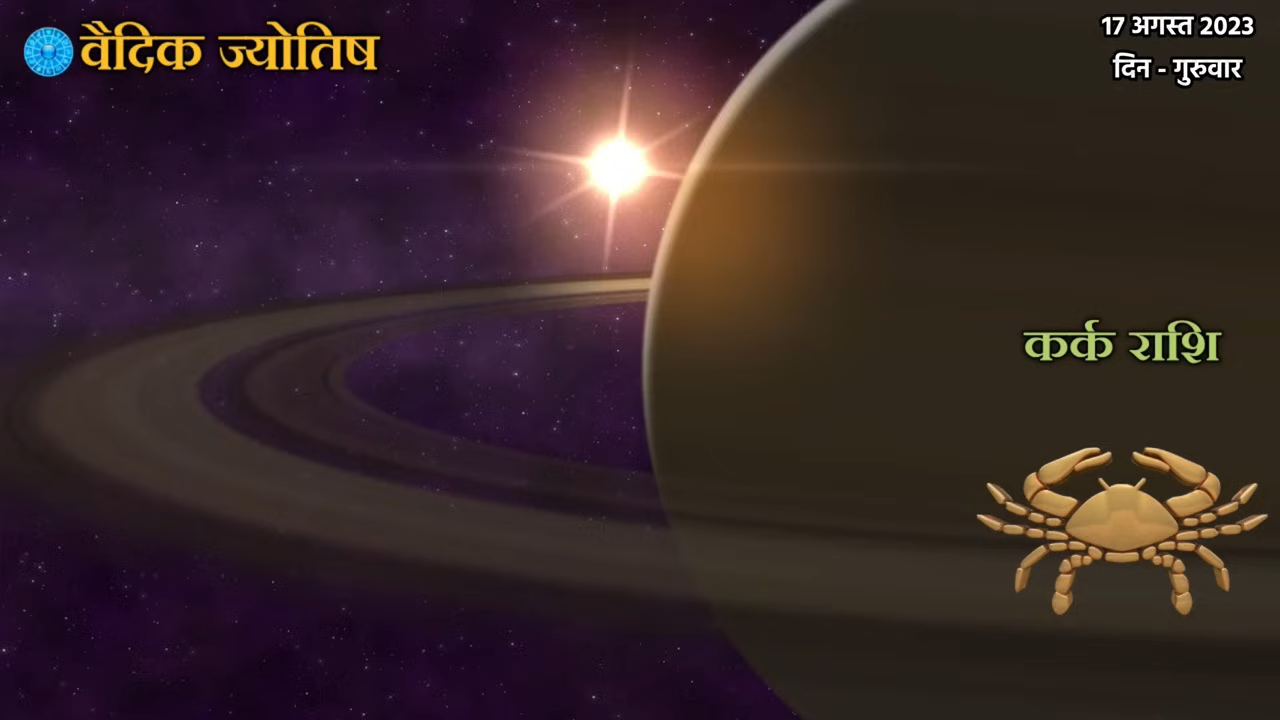 वैदिक ज्योतिष
17 अगस्त 2023
दिन - गुरुवार
कर्क राशि